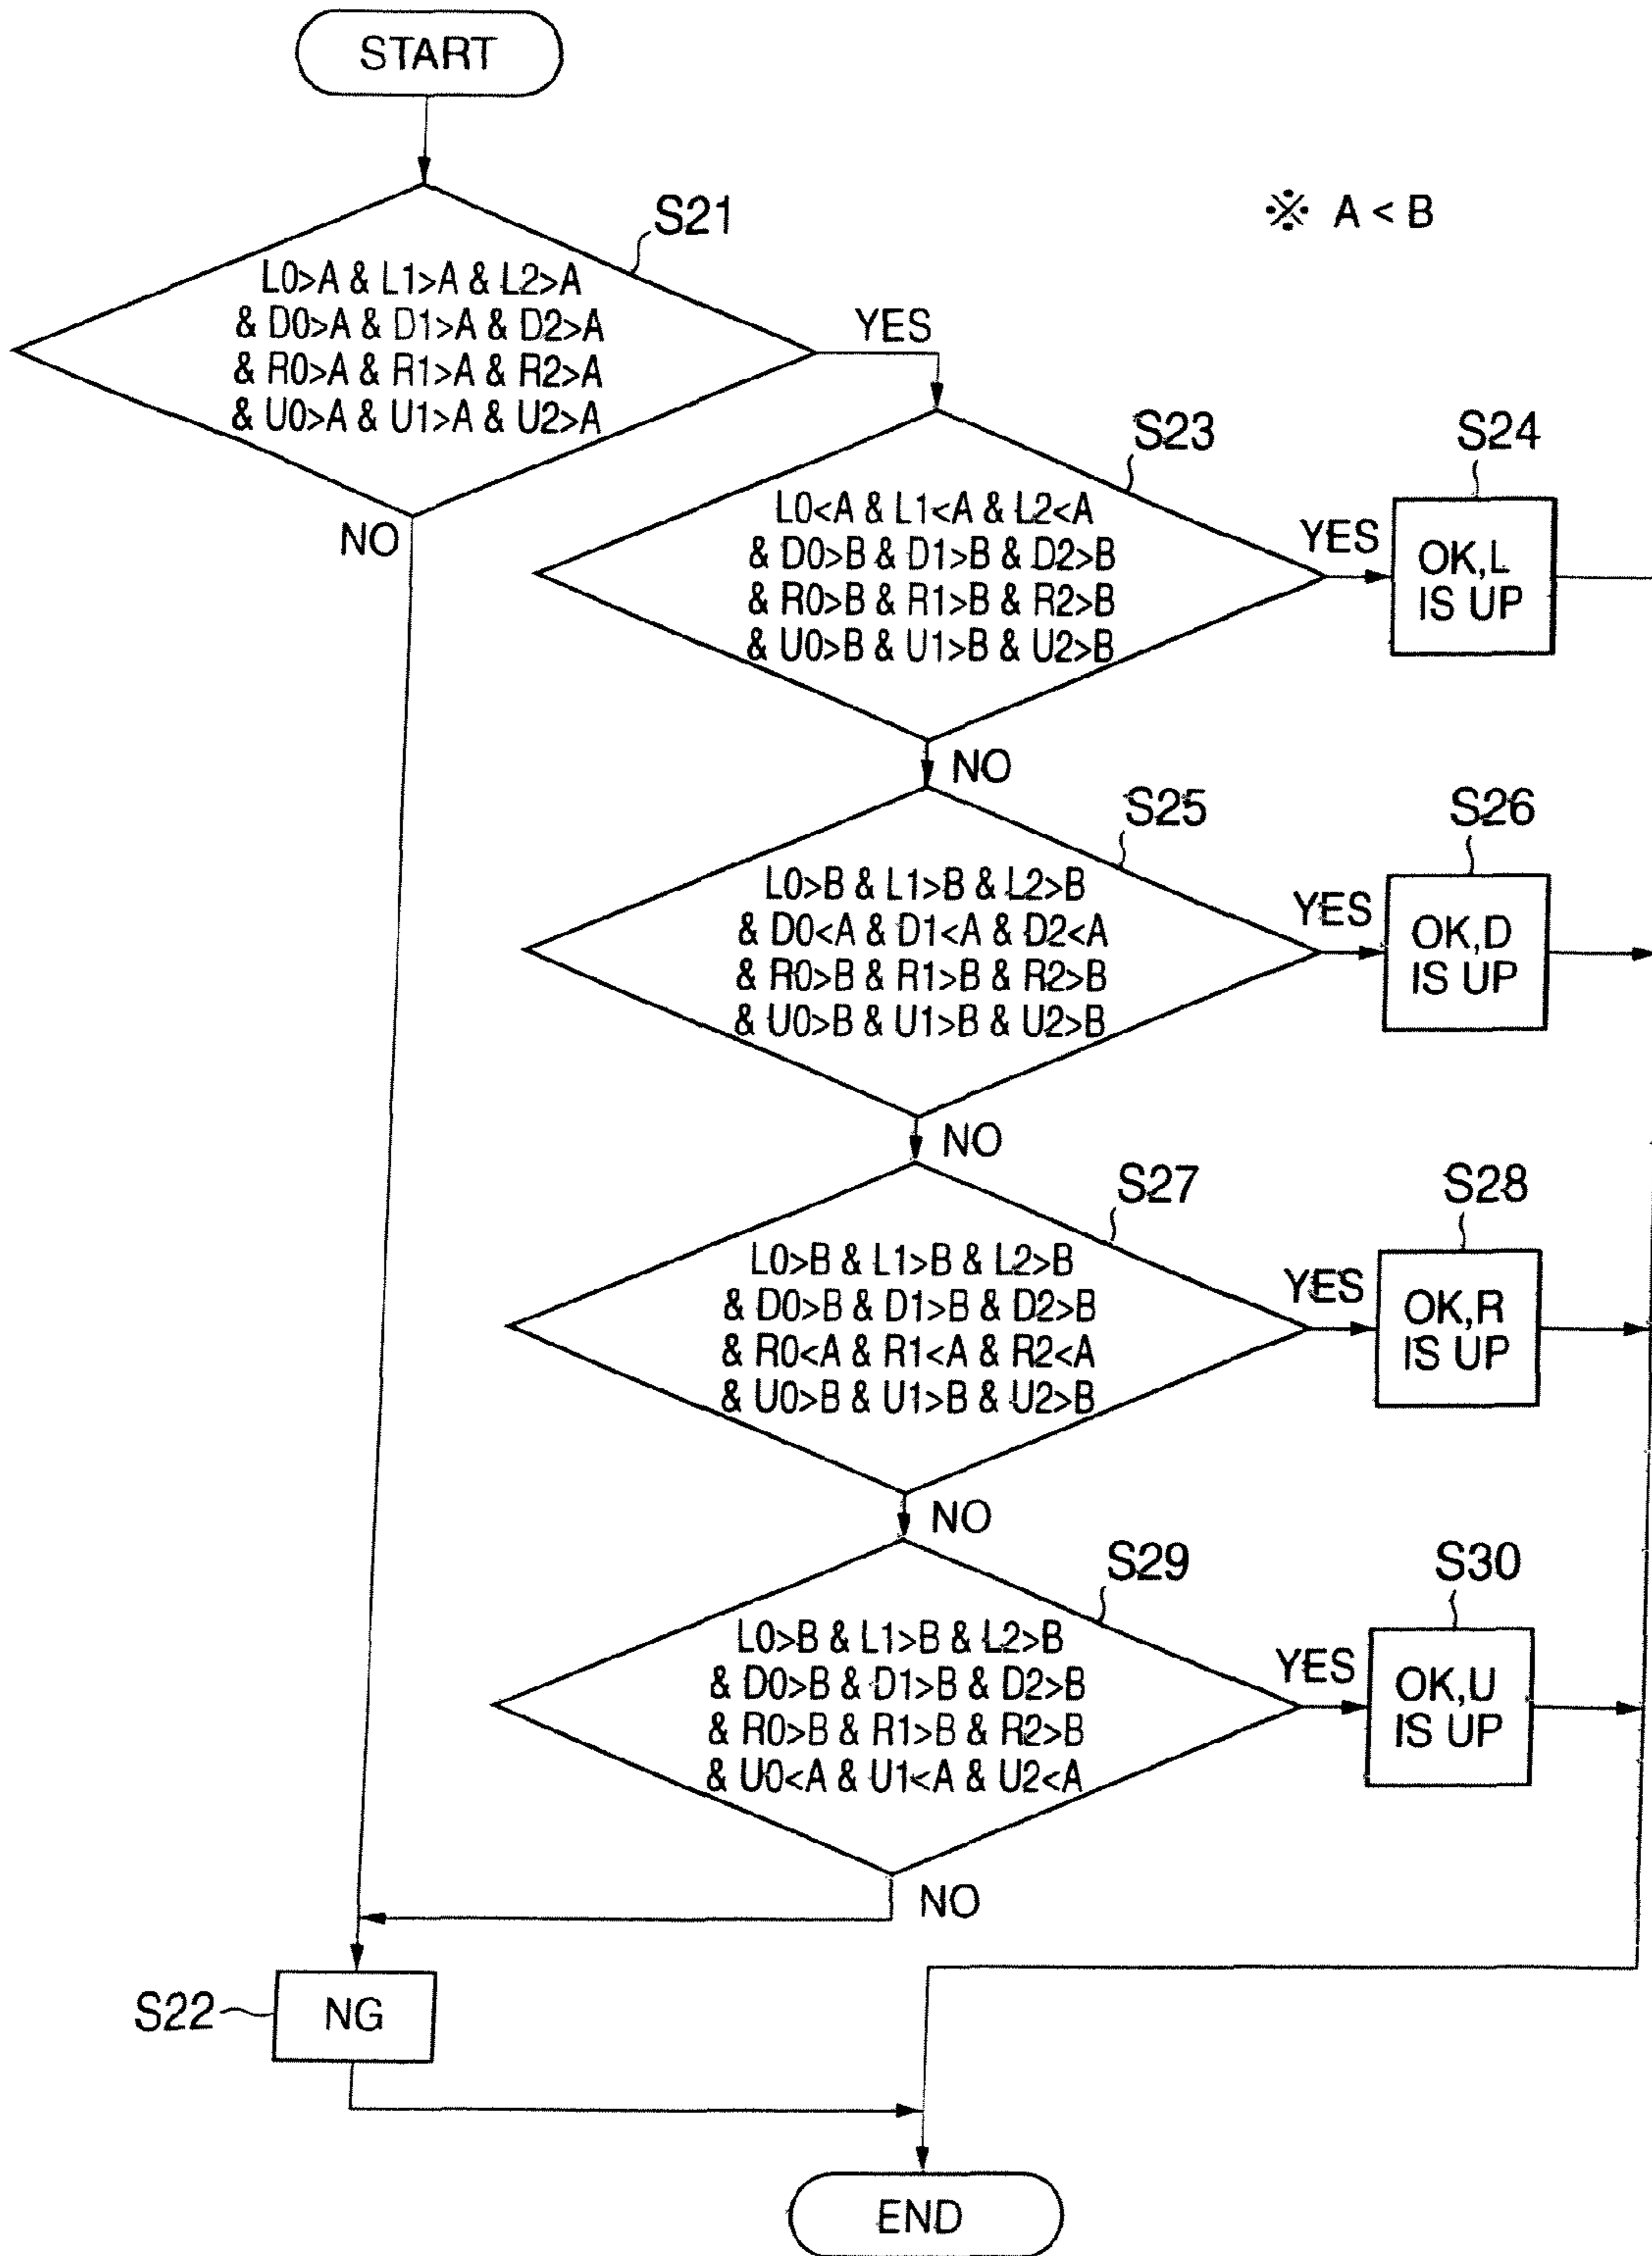 START
S21
※ A < B
L0>A & L1>A & L2>A
& D0>A & D1>A & D2>A
& R0>A & R1>A & R2>A
& U0>A & U1>A & U2>A
YES
NO
S23
L0<A & L1<A & L2<A
& D0>B & D1>B & D2>B
& R0>B & R1>B & R2>B
& U0>B & U1>B & U2>B
YES
S24
OK,L
IS UP
NO
S25
L0>B & L1>B & L2>B
& D0<A & D1<A & D2<A
& R0>B & R1>B & R2>B
& U0>B & U1>B & U2>B
YES
S26
OK,D
IS UP
NO
S27
L0>B & L1>B & L2>B
& D0>B & D1>B & D2>B
& R0<A & R1<A & R2<A
& U0>B & U1>B & U2>B
YES
S28
OK,R
IS UP
NO
S29
L0>B & L1>B & L2>B
& D0>B & D1>B & D2>B
& R0>B & R1>B & R2>B
& U0<A & U1<A & U2<A
YES
S30
OK,U
IS UP
NO
S22
NG
END